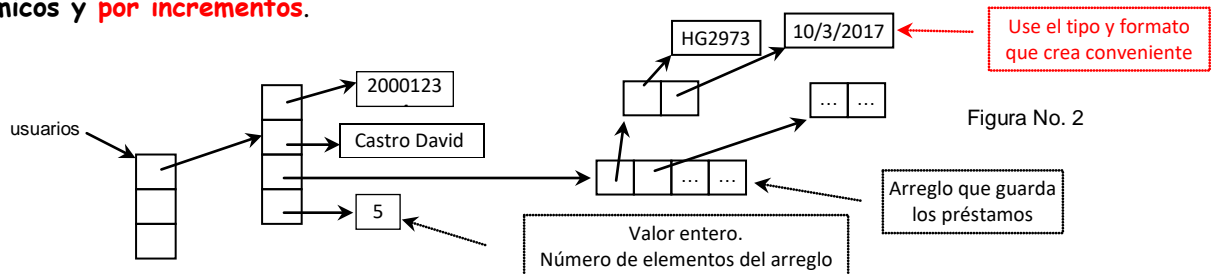 micos y por incrementos.
HG2973
10/3/2017
Use el tipo y formato
que crea conveniente
2000123
usuarios
Castro David
… …
Figura No. 2
… …
5
Arreglo que guarda
los préstamos
Valor entero.
Número de elementos del arreglo